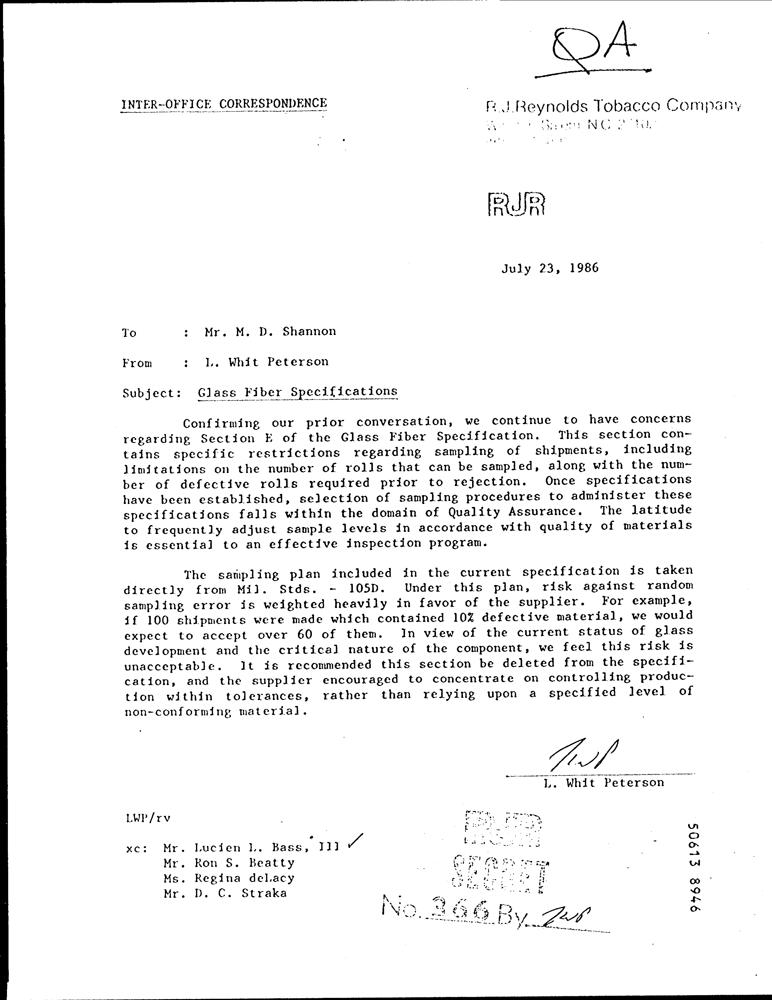 QA
INTER-OFFICE CORRESPONDENCE
R.J.Reynolds Tobacco Company
NC
RJR
July 23, 1986
To : Mr. M. D. Shannon
From : L. Whit Peterson
Subject: Glass Fiber Specifications
Confirming our prior conversation, we continue to have concerns
regarding Section E of the Glass Fiber Specification. This section con-
tains specific restrictions regarding sampling of shipments, including
limitations on the number of rolls that can be sampled, along with the num-
ber of defective rolls required prior to rejection. Once specifications
have been established, selection of sampling procedures to administer these
specifications falls within the domain of Quality Assurance. The latitude
to frequently adjust sample levels in accordance with quality of materials
is essential to an effective inspection program.
The sampling plan included in the current specification is taken
directly from Mil. Stds. - 105D. Under this plan, risk against random
sampling error is weighted heavily in favor of the supplier. For example,
if 100 shipments were made which contained 10% defective material, we would
expect to accept over 60 of them. In view of the current status of glass
development and the critical nature of the component, we feel this risk is
unacceptable. It is recommended this section be deleted from the specifi-
cation, and the supplier encouraged to concentrate on controlling produc-
tion within tolerances, rather than relying upon a specified level of
non-conforming material.
LWP
L. Whit Peterson
LWP/rv
xc: Mr. Lucien L. Bass, III ✓
Mr. Ron S. Beatty
Ms. Regina deLacy
Mr. D. C. Straka
RJR
SECRET
No. 366 By LWP
50613 8946